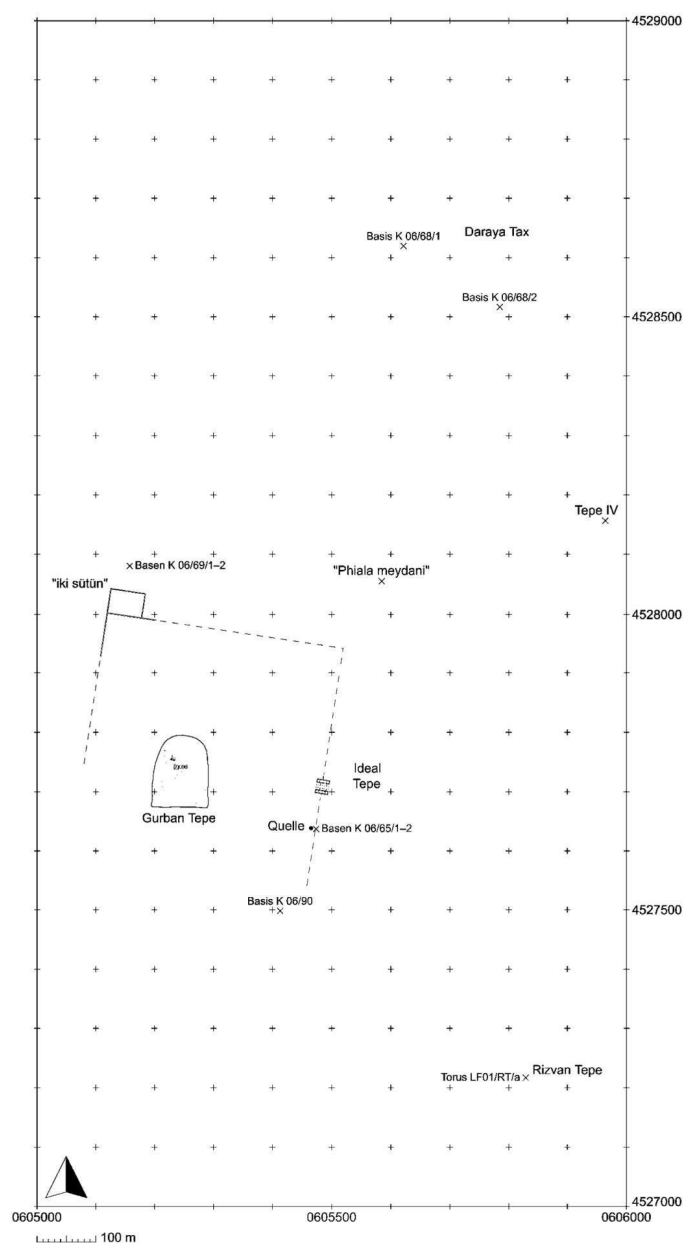 4529000
Basis K 06/68/1
Daraya Tax
Basis K 06/68/2
4528500
Tepe IV
Basen K 06/69/1–2
"Phiala meydani"
"iki sütün"
4528000
Ideal
Tepe
Gurban Tepe
Quelle
Basen K 06/65/1–2
Basis K 06/90
4527500
Rizvan Tepe
Torus LF01/RT/a
4527000
0605000
0605500
0606000
100 m